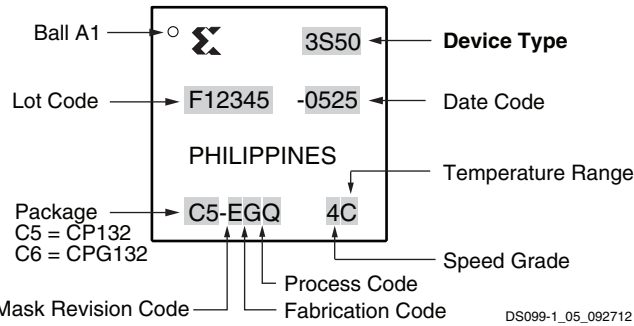 Ball A1
3S50
Device Type
Lot Code
F12345
-0525
Date Code
PHILIPPINES
Temperature Range
Package
C5-EGQ
4C
C5 = CP132
C6 = CPG132
Speed Grade
Process Code
Mask Revision Code
Fabrication Code
DS099-1_05_092712